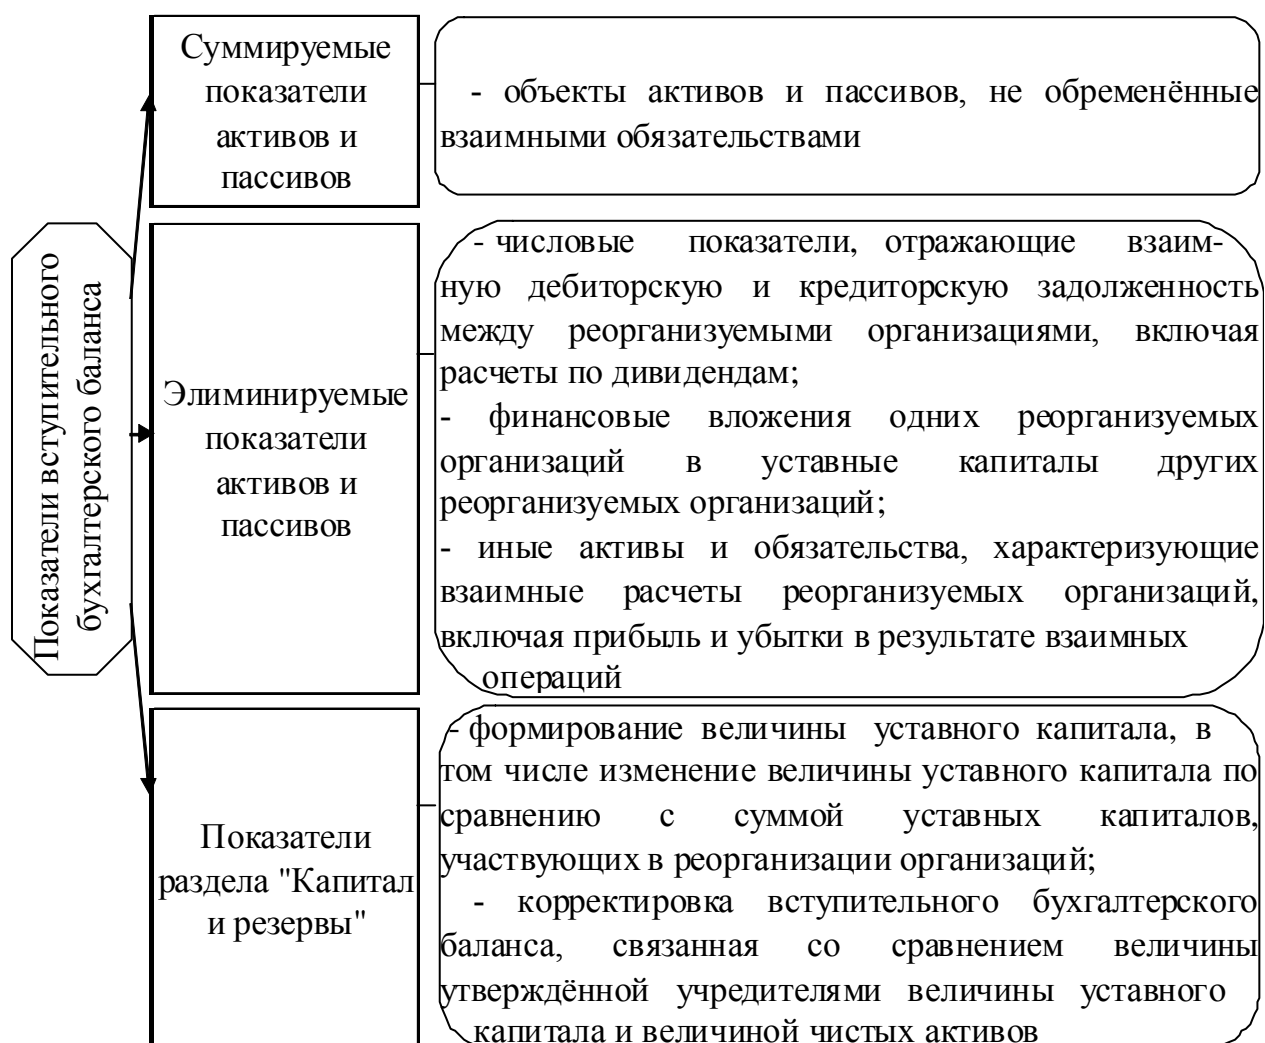 Показатели вступительного
бухгалтерского баланса
Суммируемые
показатели
активов и
пассивов
- объекты активов и пассивов, не обременённые
взаимными обязательствами
Элиминируемые
показатели
активов и
пассивов
- числовые показатели, отражающие взаим-
ную дебиторскую и кредиторскую задолженность
между реорганизуемыми организациями, включая
расчеты по дивидендам;
- финансовые вложения одних реорганизуемых
организаций в уставные капиталы других
реорганизуемых организаций;
- иные активы и обязательства, характеризующие
взаимные расчеты реорганизуемых организаций,
включая прибыль и убытки в результате взаимных
операций
Показатели
раздела "Капитал
и резервы"
- формирование величины уставного капитала, в
том числе изменение величины уставного капитала по
сравнению с суммой уставных капиталов,
участвующих в реорганизации организаций;
- корректировка вступительного бухгалтерского
баланса, связанная со сравнением величины
утверждённой учредителями величины уставного
капитала и величиной чистых активов